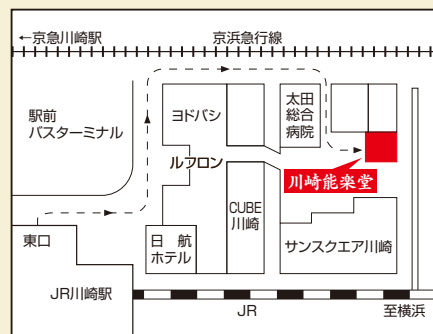 ←京急川崎駅
京浜急行線
駅前
バスターミナル
ヨドバシ
太田
総合
病院
ルフロン
川崎能楽堂
CUBE
川崎
東口
日航
ホテル
サンスクエア川崎
JR川崎駅
JR
至横浜